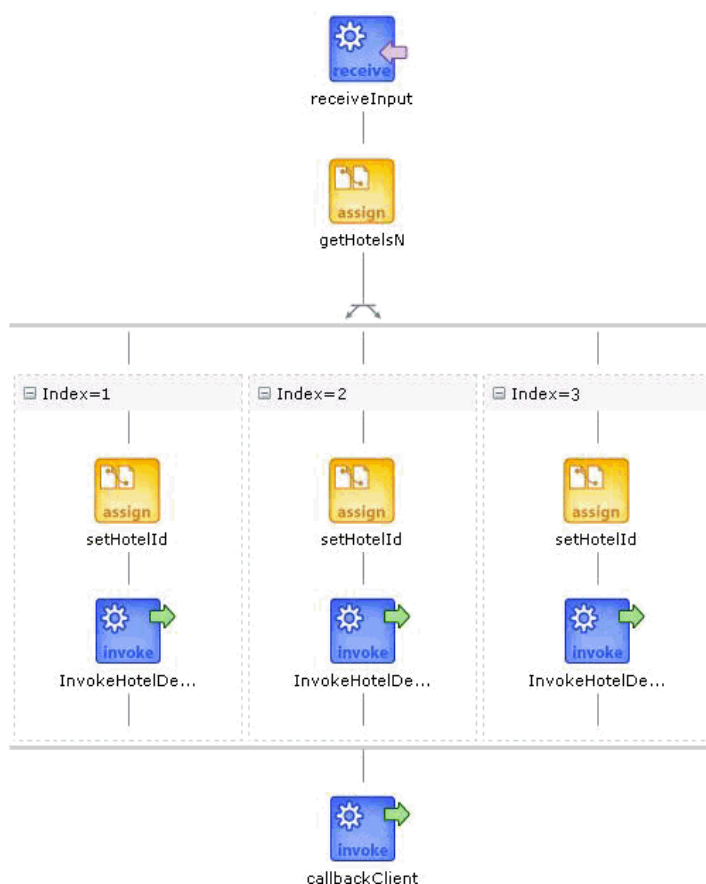 receive
receiveInput
assign
getHotelsN
Index=1 Index=2 Index=3
assign assign assign
setHotelId setHotelId setHotelId
invoke invoke invoke
InvokeHotelDe... InvokeHotelDe... InvokeHotelDe...
invoke
callbackClient